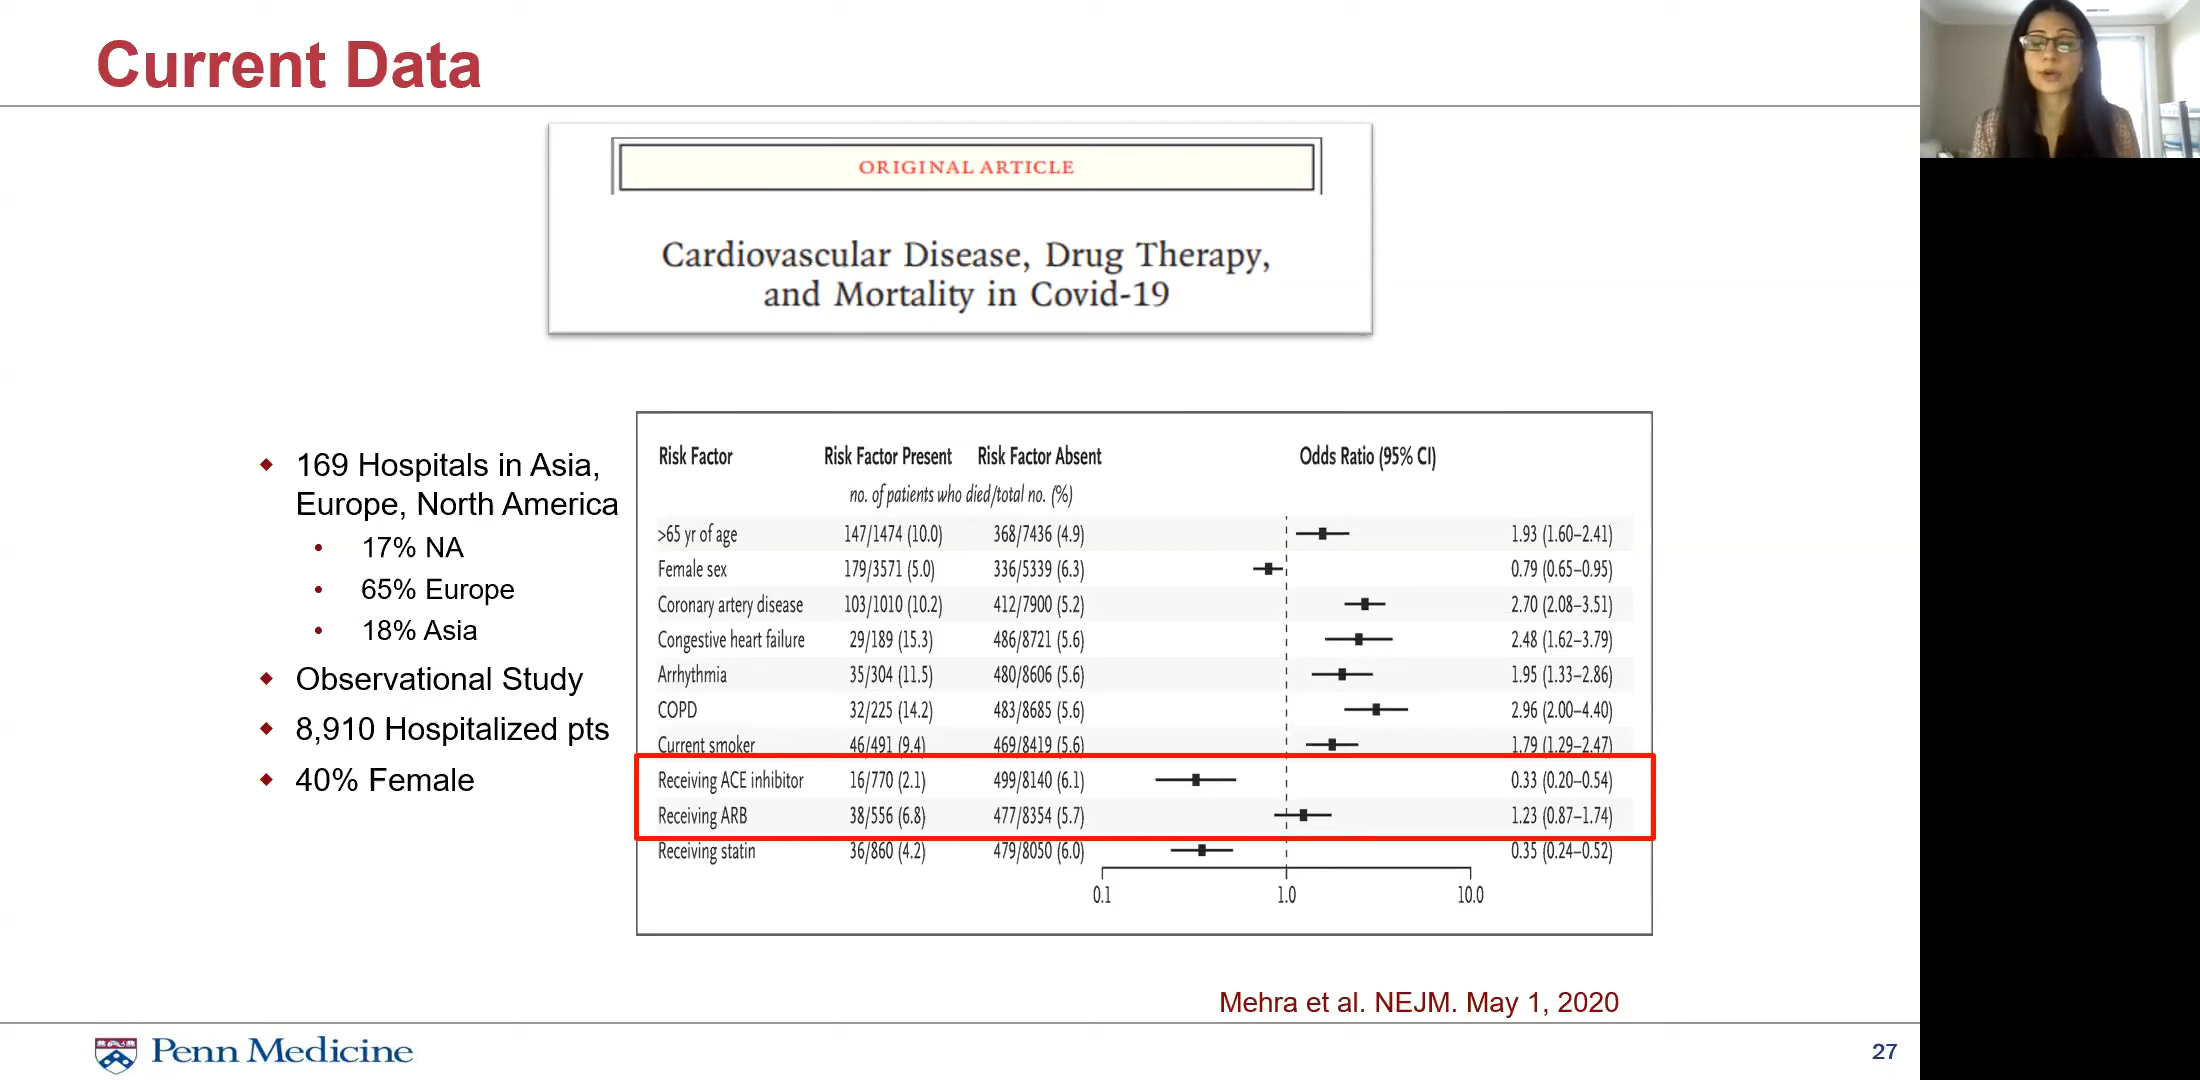 Current Data
ORIGINAL ARTICLE
Cardiovascular Disease, Drug Therapy,
and Mortality in Covid-19
169 Hospitals in Asia,
Europe, North America
17% NA
65% Europe
18% Asia
Observational Study
8,910 Hospitalized pts
40% Female
Risk Factor Risk Factor Present Risk Factor Absent Odds Ratio (95% CI)
no. of patients who died/total no. (%)
>65 yr of age 147/1474 (10.0) 368/7436 (4.9) 1.93 (1.60–2.41)
Female sex 179/3571 (5.0) 336/5339 (6.3) 0.79 (0.65–0.95)
Coronary artery disease 103/1010 (10.2) 412/7900 (5.2) 2.70 (2.08–3.51)
Congestive heart failure 29/189 (15.3) 486/8721 (5.6) 2.48 (1.62–3.79)
Arrhythmia 35/304 (11.5) 480/8606 (5.6) 1.95 (1.33–2.86)
COPD 32/225 (14.2) 483/8685 (5.6) 2.96 (2.00–4.40)
Current smoker 46/491 (9.4) 469/8419 (5.6) 1.79 (1.29–2.47)
Receiving ACE inhibitor 16/770 (2.1) 499/8140 (6.1) 0.33 (0.20–0.54)
Receiving ARB 38/556 (6.8) 477/8354 (5.7) 1.23 (0.87–1.74)
Receiving statin 36/860 (4.2) 479/8050 (6.0) 0.35 (0.24–0.52)
0.1 1.0 10.0
Mehra et al. NEJM. May 1, 2020
Penn Medicine
27